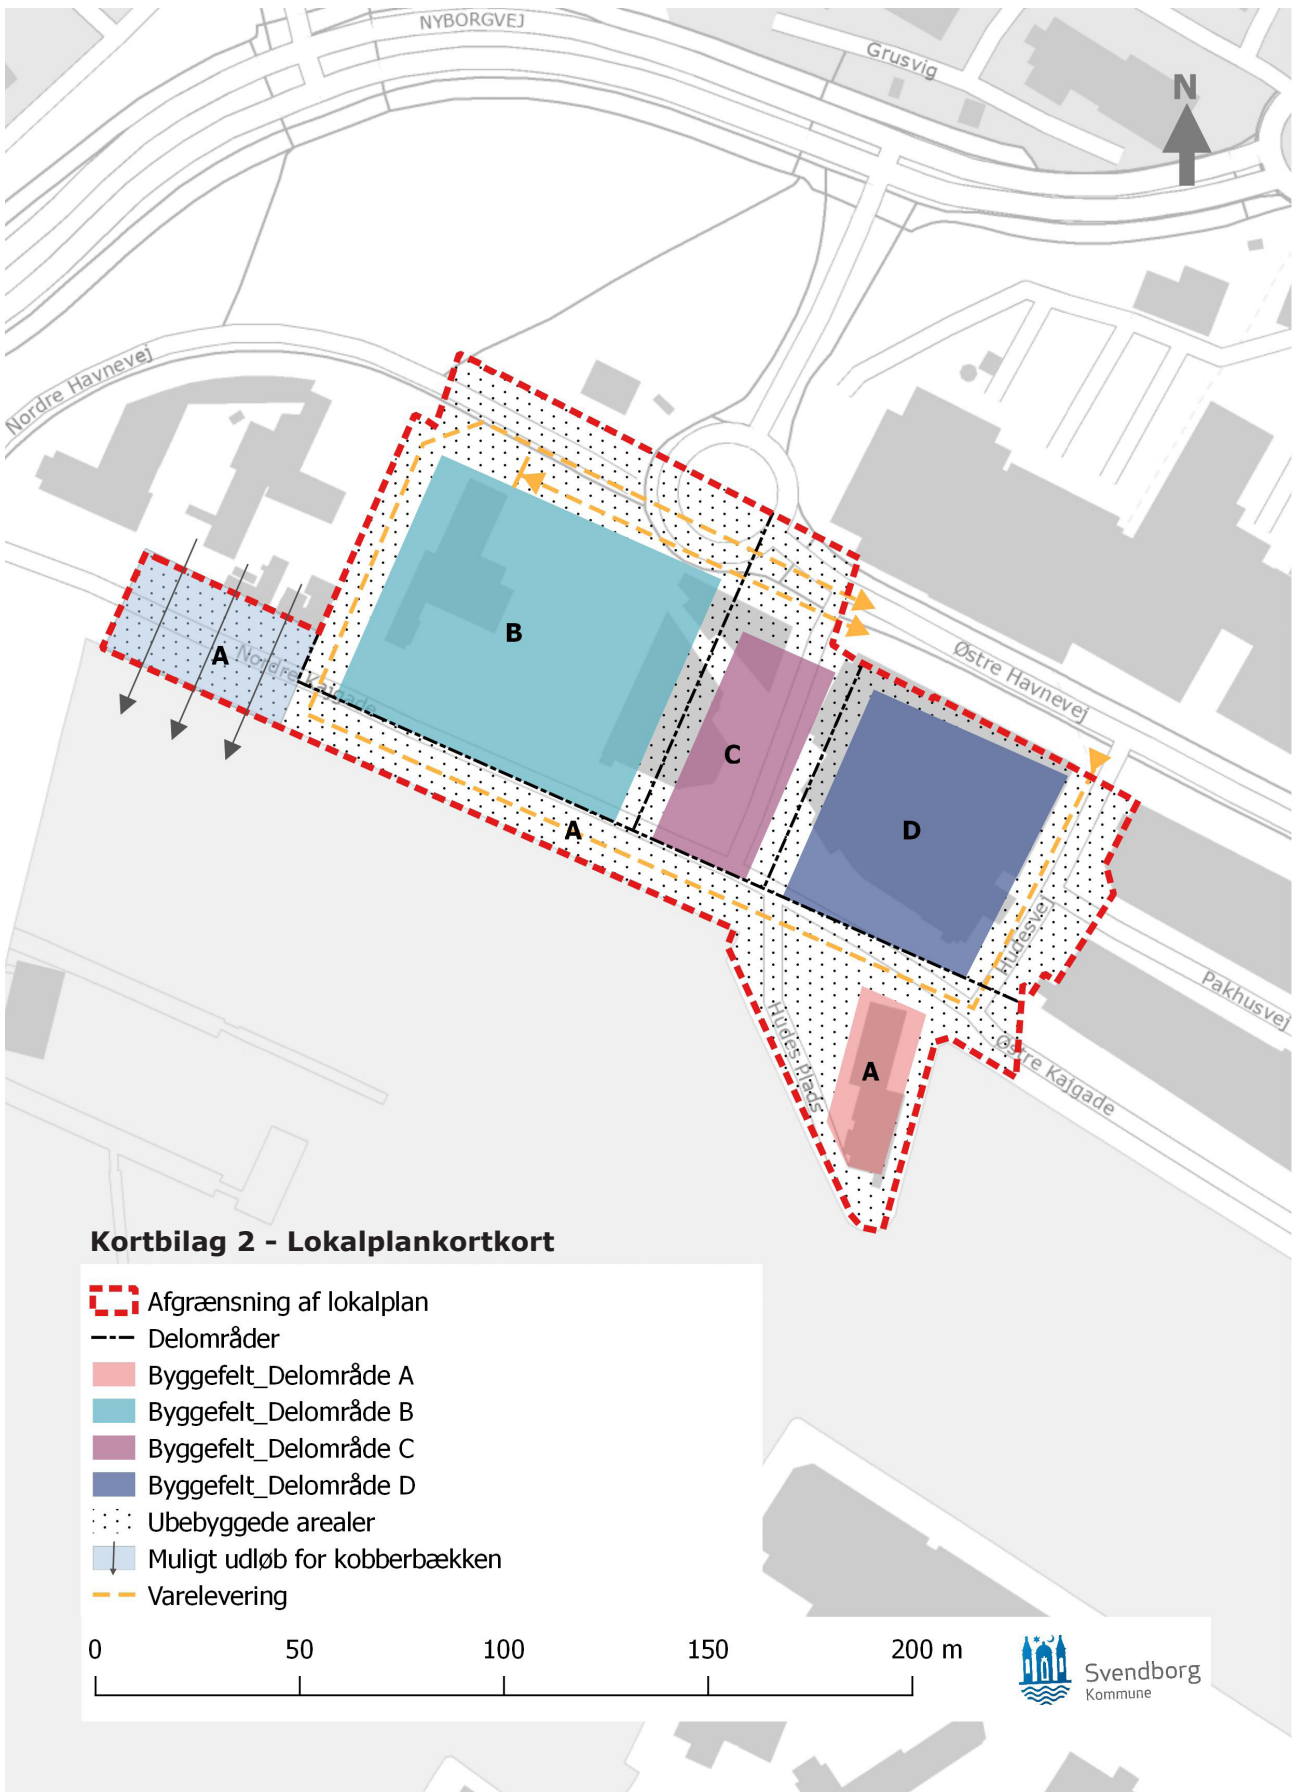 NYBORGVEJ
Grusvig
N
Nordre Havnevej
B
A
Nordre Kajgade
Østre Havnevej
C
A
D
Hudesvej
Pakhusvej
Hudes plads
A
Østre Kajgade
Kortbilag 2 - Lokalplankortkort
Afgrænsning af lokalplan
Delområder
Byggefelt_Delområde A
Byggefelt_Delområde B
Byggefelt_Delområde C
Byggefelt_Delområde D
Ubebyggede arealer
Muligt udløb for kobberbækken
Varelevering
0 50 100 150 200 m
Svendborg
Kommune